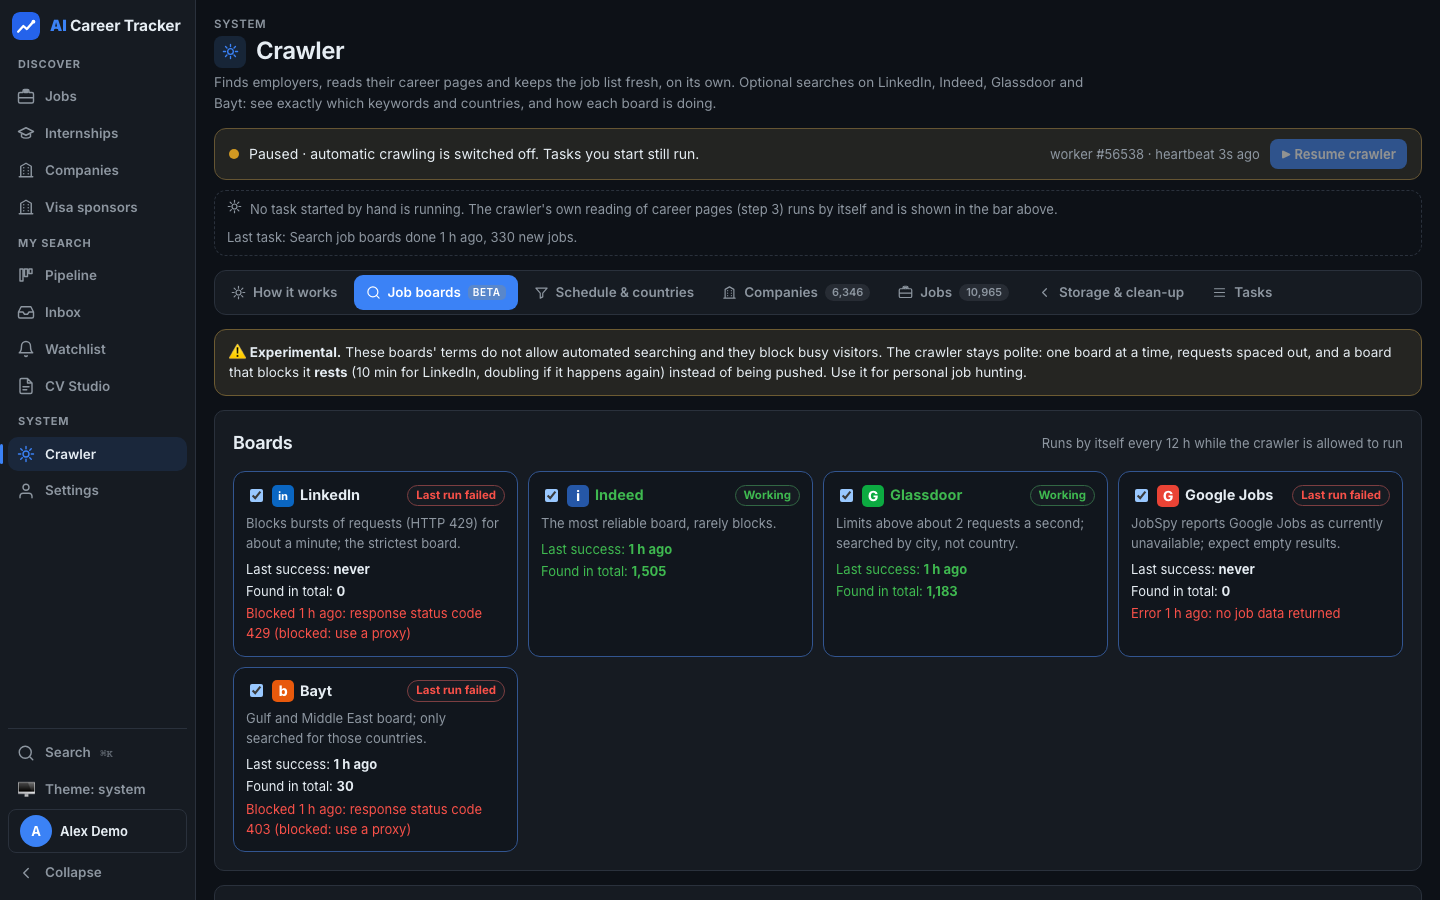 AI Career Tracker
DISCOVER
Jobs
Internships
Companies
Visa sponsors
MY SEARCH
Pipeline
Inbox
Watchlist
CV Studio
SYSTEM
Crawler
Settings
Search ⌘K
Theme: system
A Alex Demo
Collapse
SYSTEM
Crawler
Finds employers, reads their career pages and keeps the job list fresh, on its own. Optional searches on LinkedIn, Indeed, Glassdoor and
Bayt: see exactly which keywords and countries, and how each board is doing.
Paused · automatic crawling is switched off. Tasks you start still run.
worker #56538 · heartbeat 3s ago
Resume crawler
No task started by hand is running. The crawler's own reading of career pages (step 3) runs by itself and is shown in the bar above.
Last task: Search job boards done 1 h ago, 330 new jobs.
How it works
Job boards BETA
Schedule & countries
Companies 6,346
Jobs 10,965
Storage & clean-up
Tasks
Experimental. These boards' terms do not allow automated searching and they block busy visitors. The crawler stays polite: one board at a time, requests spaced out, and a board
that blocks it rests (10 min for LinkedIn, doubling if it happens again) instead of being pushed. Use it for personal job hunting.
Boards
Runs by itself every 12 h while the crawler is allowed to run
in LinkedIn Last run failed
Blocks bursts of requests (HTTP 429) for
about a minute; the strictest board.
Last success: never
Found in total: 0
Blocked 1 h ago: response status code
429 (blocked: use a proxy)
i Indeed Working
The most reliable board, rarely blocks.
Last success: 1 h ago
Found in total: 1,505
G Glassdoor Working
Limits above about 2 requests a second;
searched by city, not country.
Last success: 1 h ago
Found in total: 1,183
G Google Jobs Last run failed
JobSpy reports Google Jobs as currently
unavailable; expect empty results.
Last success: never
Found in total: 0
Error 1 h ago: no job data returned
b Bayt Last run failed
Gulf and Middle East board; only
searched for those countries.
Last success: 1 h ago
Found in total: 30
Blocked 1 h ago: response status code
403 (blocked: use a proxy)